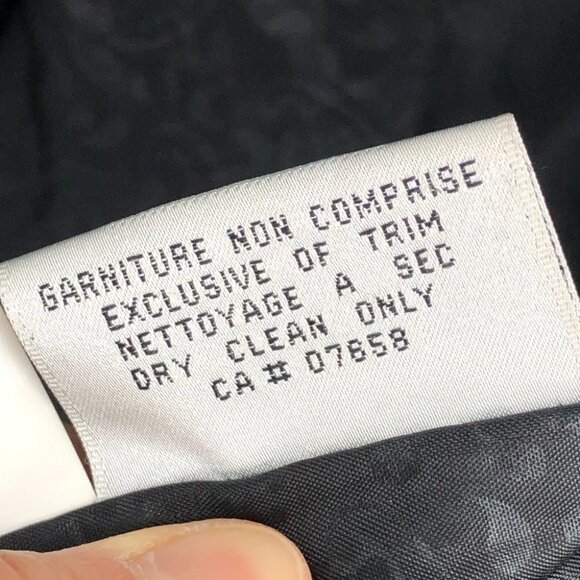 GARNITURE NON COMPRISE
EXCLUSIVE OF TRIM
NETTOYAGE A SEC
DRY CLEAN ONLY
CA# 07658